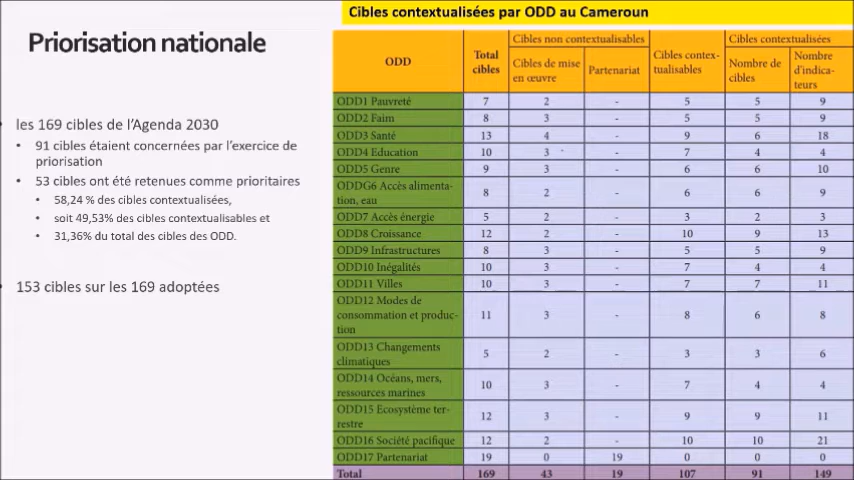 Priorisation nationale
les 169 cibles de l'Agenda 2030
• 91 cibles étaient concernées par l'exercice de
priorisation
• 53 cibles ont été retenues comme prioritaires
• 58,24 % des cibles contextualisées,
• soit 49,53% des cibles contextualisables et
• 31,36% du total des cibles des ODD.
153 cibles sur les 169 adoptées
Cibles contextualisées par ODD au Cameroun
ODD
Total
cibles
Cibles non contextualisables
Cibles de mise
en œuvre
Partenariat
Cibles contex-
tualisables
Cibles contextualisées
Nombre de
cibles
Nombre
d'indica-
teurs
ODD1 Pauvreté 7 2 - 5 5 9
ODD2 Faim 8 3 - 5 5 9
ODD3 Santé 13 4 - 9 6 18
ODD4 Education 10 3 - 7 4 4
ODD5 Genre 9 3 - 6 6 10
ODDG6 Accès alimenta-
tion, eau 8 2 - 6 6 9
ODD7 Accès énergie 5 2 - 3 2 3
ODD8 Croissance 12 2 - 10 9 13
ODD9 Infrastructures 8 3 - 5 5 9
ODD10 Inégalités 10 3 - 7 4 4
ODD11 Villes 10 3 - 7 7 11
ODD12 Modes de
consommation et produc-
tion 11 3 - 8 6 8
ODD13 Changements
climatiques 5 2 - 3 3 6
ODD14 Océans, mers,
ressources marines 10 3 - 7 4 4
ODD15 Ecosystème ter-
restre 12 3 - 9 9 11
ODD16 Société pacifique 12 2 - 10 10 21
ODD17 Partenariat 19 0 19 0 0 0
Total 169 43 19 107 91 149